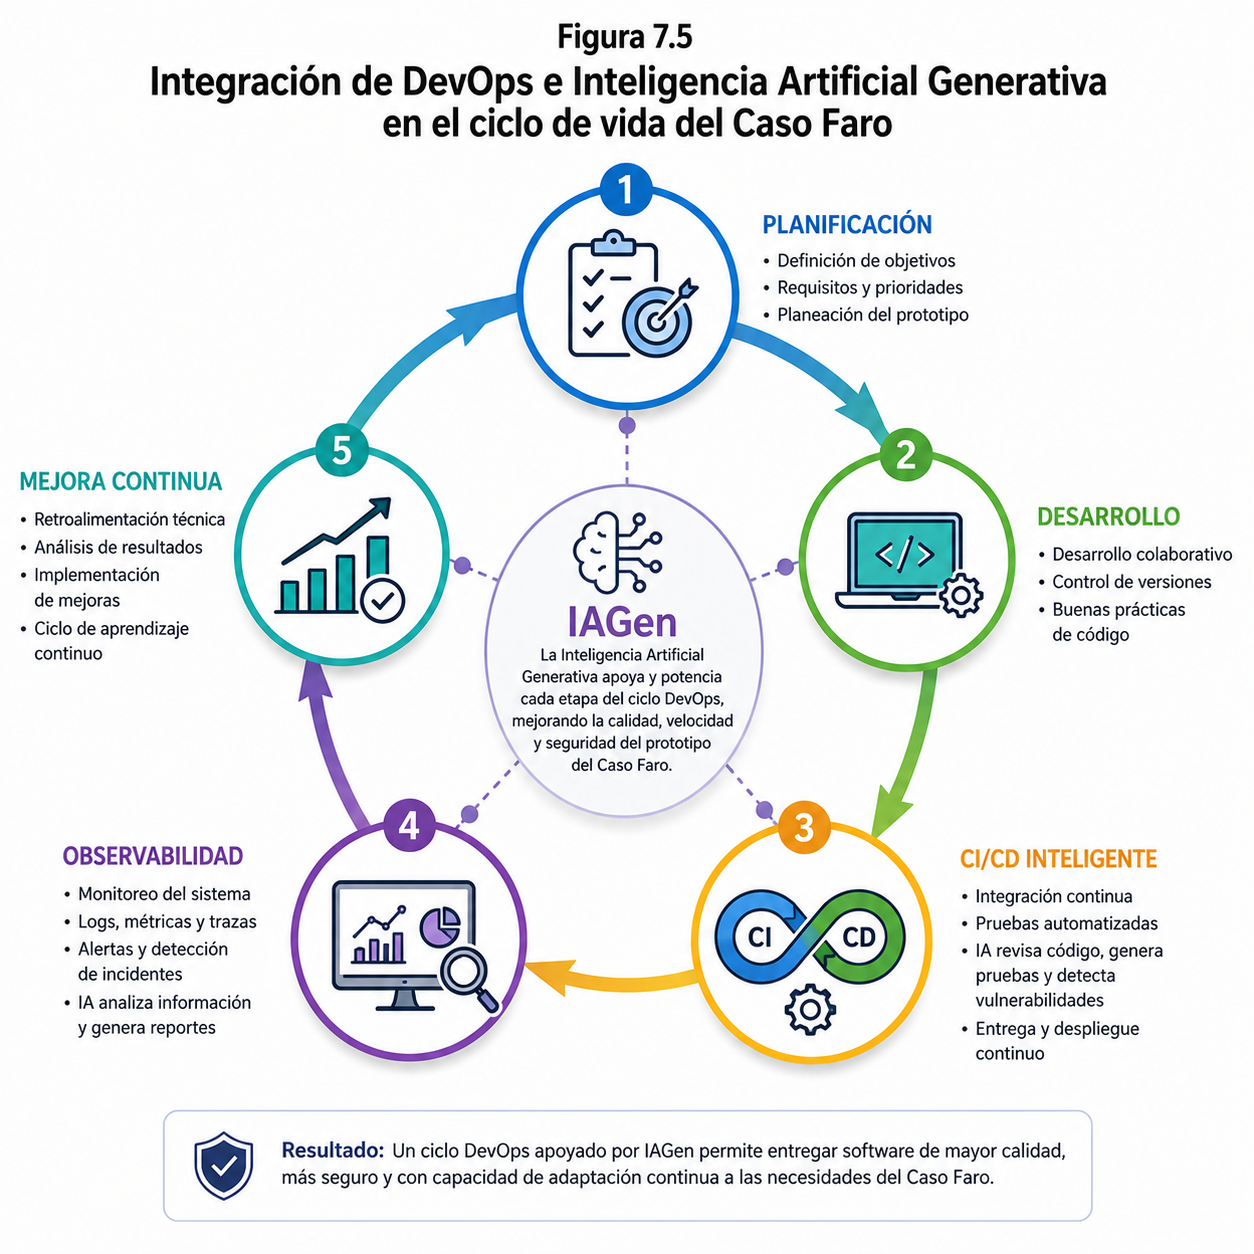 Figura 7.5
Integración de DevOps e Inteligencia Artificial Generativa
en el ciclo de vida del Caso Faro
1
PLANIFICACIÓN
• Definición de objetivos
• Requisitos y prioridades
• Planeación del prototipo
2
DESARROLLO
• Desarrollo colaborativo
• Control de versiones
• Buenas prácticas
de código
</>
3
CI/CD INTELIGENTE
• Integración continua
• Pruebas automatizadas
• IA revisa código, genera
pruebas y detecta
vulnerabilidades
• Entrega y despliegue
continuo
CI
CD
4
OBSERVABILIDAD
• Monitoreo del sistema
• Logs, métricas y trazas
• Alertas y detección
de incidentes
• IA analiza información
y genera reportes
5
MEJORA CONTINUA
• Retroalimentación técnica
• Análisis de resultados
• Implementación
de mejoras
• Ciclo de aprendizaje
continuo
IAGen
La Inteligencia Artificial
Generativa apoya y potencia
cada etapa del ciclo DevOps,
mejorando la calidad, velocidad
y seguridad del prototipo
del Caso Faro.
Resultado: Un ciclo DevOps apoyado por IAGen permite entregar software de mayor calidad,
más seguro y con capacidad de adaptación continua a las necesidades del Caso Faro.